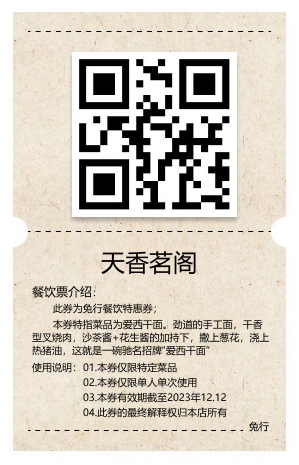 天香茗阁
餐饮票介绍：
此券为兔行餐饮特惠券；
本券特指菜品为爱西干面。劲道的手工面，干香
型叉烧肉，沙茶酱+花生酱的加持下，撒上葱花，浇上
热猪油，这就是一碗驰名招牌“爱西干面”
使用说明：01.本券仅限特定菜品
02.本券仅限单人单次使用
03.本券有效期截至2023年12.12
04.此券的最终解释权归本店所有
兔行